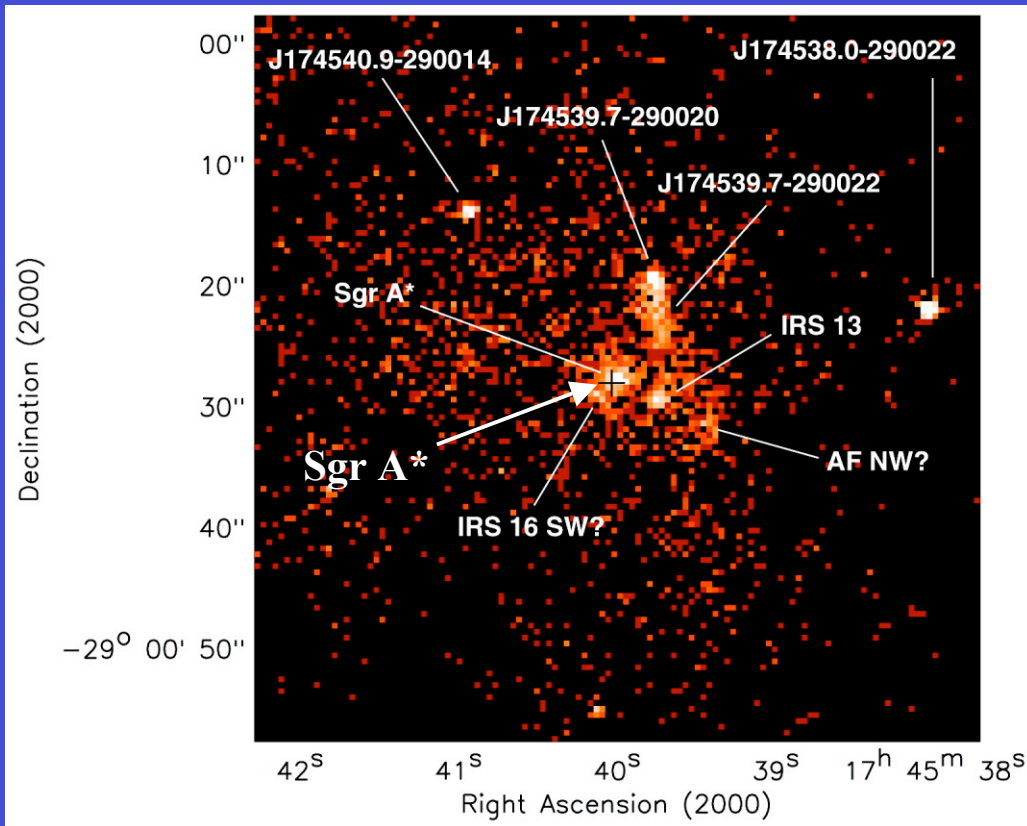 00''
J174540.9-290014
J174538.0-290022
J174539.7-290020
10''
J174539.7-290022
20''
Sgr A*
IRS 13
30''
Sgr A*
AF NW?
IRS 16 SW?
40''
−29° 00' 50''
Declination (2000)
42ˢ 41ˢ 40ˢ 39ˢ 17ʰ 45ᵐ 38ˢ
Right Ascension (2000)